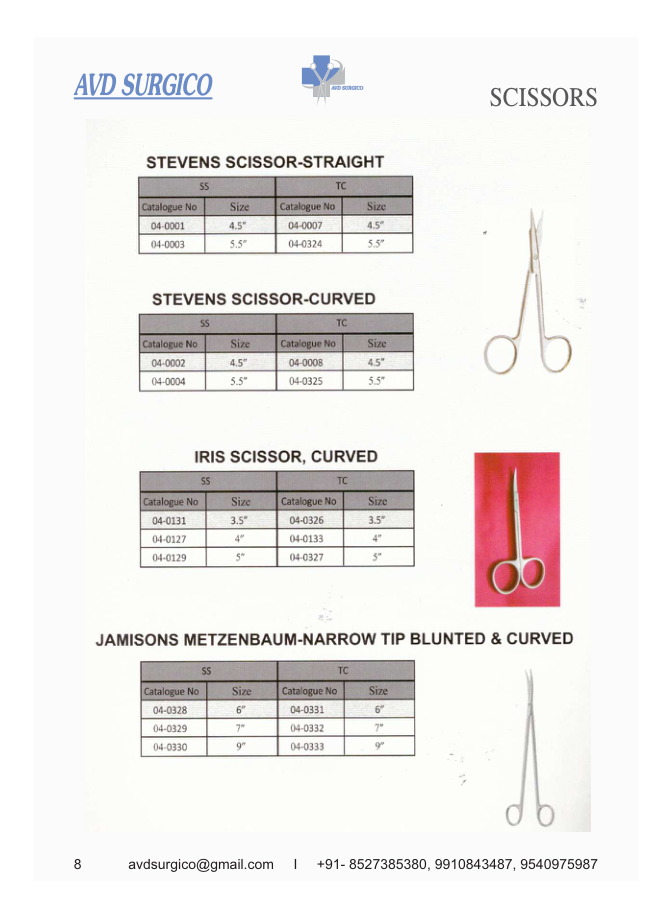 AVD SURGICO
AVD SURGICO
SCISSORS
STEVENS SCISSOR-STRAIGHT
SS TC
Catalogue No Size Catalogue No Size
04-0001 4.5" 04-0007 4.5"
04-0003 5.5" 04-0324 5.5"
STEVENS SCISSOR-CURVED
SS TC
Catalogue No Size Catalogue No Size
04-0002 4.5" 04-0008 4.5"
04-0004 5.5" 04-0325 5.5"
IRIS SCISSOR, CURVED
SS TC
Catalogue No Size Catalogue No Size
04-0131 3.5" 04-0326 3.5"
04-0127 4" 04-0133 4"
04-0129 5" 04-0327 5"
JAMISONS METZENBAUM-NARROW TIP BLUNTED & CURVED
SS TC
Catalogue No Size Catalogue No Size
04-0328 6" 04-0331 6"
04-0329 7" 04-0332 7"
04-0330 9" 04-0333 9"
8 avdsurgico@gmail.com I +91- 8527385380, 9910843487, 9540975987